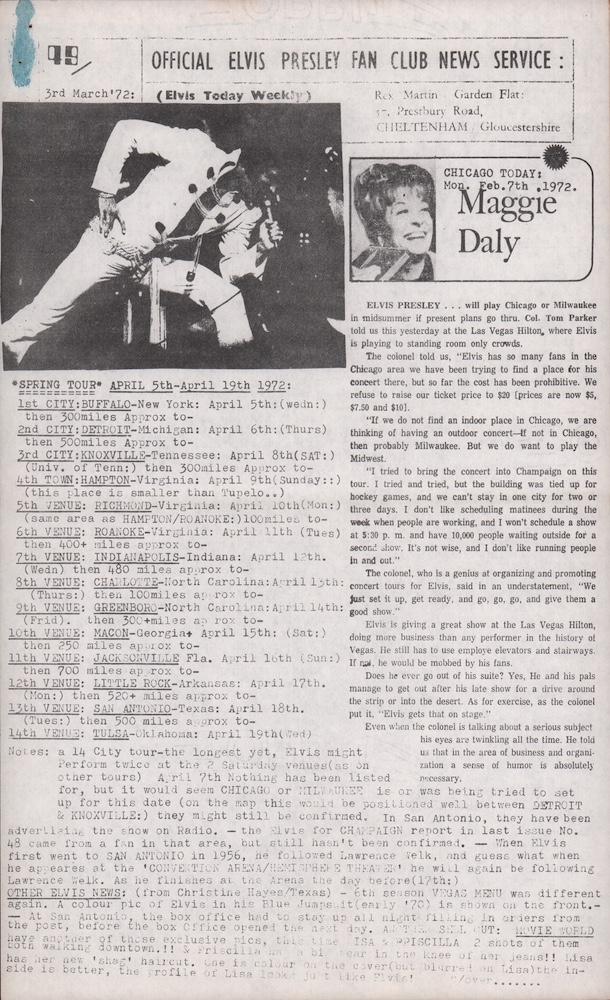 49/
OFFICIAL ELVIS PRESLEY FAN CLUB NEWS SERVICE :
3rd March'72: (Elvis Today Weekly)
Rex Martin Garden Flat:
Prestbury Road,
CHELTENHAM Gloucestershire
CHICAGO TODAY:
Mon. Feb.7th .1972.
Maggie
Daly
ELVIS PRESLEY . . . will play Chicago or Milwaukee
in midsummer if present plans go thru. Col. Tom Parker
told us this yesterday at the Las Vegas Hilton, where Elvis
is playing to standing room only crowds.
The colonel told us, "Elvis has so many fans in the
Chicago area we have been trying to find a place for his
concert there, but so far the cost has been prohibitive. We
refuse to raise our ticket price to $20 [prices are now $5,
$7.50 and $10].
"If we do not find an indoor place in Chicago, we are
thinking of having an outdoor concert—if not in Chicago,
then probably Milwaukee. But we do want to play the
Midwest.
"I tried to bring the concert into Champaign on this
tour. I tried and tried, but the building was tied up for
hockey games, and we can't stay in one city for two or
three days. I don't like scheduling matinees during the
week when people are working, and I won't schedule a show
at 5:30 p. m. and have 10,000 people waiting outside for a
second show. It's not wise, and I don't like running people
in and out."
The colonel, who is a genius at organizing and promoting
concert tours for Elvis, said in an understatement, "We
just set it up, get ready, and go, go, go, and give them a
good show."
Elvis is giving a great show at the Las Vegas Hilton,
doing more business than any performer in the history of
Vegas. He still has to use employe elevators and stairways.
If not, he would be mobbed by his fans.
Does he ever go out of his suite? Yes, He and his pals
manage to get out after his late show for a drive around
the strip or into the desert. As for exercise, as the colonel
put it, "Elvis gets that on stage."
Even when the colonel is talking about a serious subject
his eyes are twinkling all the time. He told
us that in the area of business and organi-
zation a sense of humor is absolutely
necessary.
*SPRING TOUR* APRIL 5th-April 19th 1972:
1st CITY:BUFFALO-New York: April 5th:(wedn:)
then 300miles Approx to-
2nd CITY:DETROIT-Michigan: April 6th:(Thurs)
then 500miles Approx to-
3rd CITY:KNOXVILLE-Tennessee: April 8th(SAT:)
(Univ. of Tenn:) then 300miles Approx to-
4th TOWN:HAMPTON-Virginia: April 9th(Sunday::)
(this place is smaller than Tupelo..)
5th VENUE: RICHMOND-Virginia: April 10th(Mon:)
(same area as HAMPTON/ROANOKE:)100miles to-
6th VENUE: ROANOKE-Virginia: April 11th (Tues)
then 400+ miles approx to-
7th VENUE: INDIANAPOLIS-Indiana: April 12th.
(Wedn) then 480 miles approx to-
8th VENUE: CHARLOTTE-North Carolina:April 13th:
(Thurs:) then 100miles approx to-
9th VENUE: GREENBORO-North Carolina:April 14th:
(Frid). then 300+miles approx to-
10th VENUE: MACON-Georgia+ April 15th: (Sat:)
then 250 miles approx to-
11th VENUE: JACKSONVILLE Fla. April 16th (Sun:)
then 700 miles approx to-
12th VENUE: LITTLE ROCK-Arkansas: April 17th.
(Mon:) then 520+ miles approx to-
13th VENUE: SAN ANTONIO-Texas: April 18th.
(Tues:) then 500 miles approx to-
14th VENUE: TULSA-Oklahoma: April 19th(Wed)
Notes: a 14 City tour-the longest yet, Elvis might
Perform twice at the 2 Saturday venues(as on
other tours) April 7th Nothing has been listed
for, but it would seem CHICAGO or MILWAUKEE is or was being tried to set
up for this date (on the map this would be positioned well between DETROIT
& KNOXVILLE:) they might still be confirmed. In San Antonio, they have been
advertising the show on Radio. — the Elvis for CHAMPAIGN report in last issue No.
48 came from a fan in that area, but still hasn't been confirmed. — When Elvis
first went to SAN ANTONIO in 1956, he followed Lawrence Welk, and guess what when
he appeares at the 'CONVENTION ARENA/HEMISPHERE THEATER' he will again be following
Lawrence Welk. As he finishes at the Arena the day before(17th:)
OTHER ELVIS NEWS: (from Christine Hayes/Texas) — 6th season VEGAS MENU was different
again. A colour pic of Elvis in his Blue Jumpsuit(early '70) is shown on the front.—
— At San Antonio, the box office had to stay up all night filling in orders from
the post, before the box Office opened the next day. SELL OUT: MOVIE WORLD
have another of those exclusive pics, this time LISA & PRISCILLA 2 shots of them
both walking downtown.!! & Priscilla has a big tear in the knee of her jeans!! Lisa
has her new 'shag' haircut. One is colour on the cover(but blurred on Lisa)the in-
side is better, the profile of Lisa looks just like Elvis! /over.......